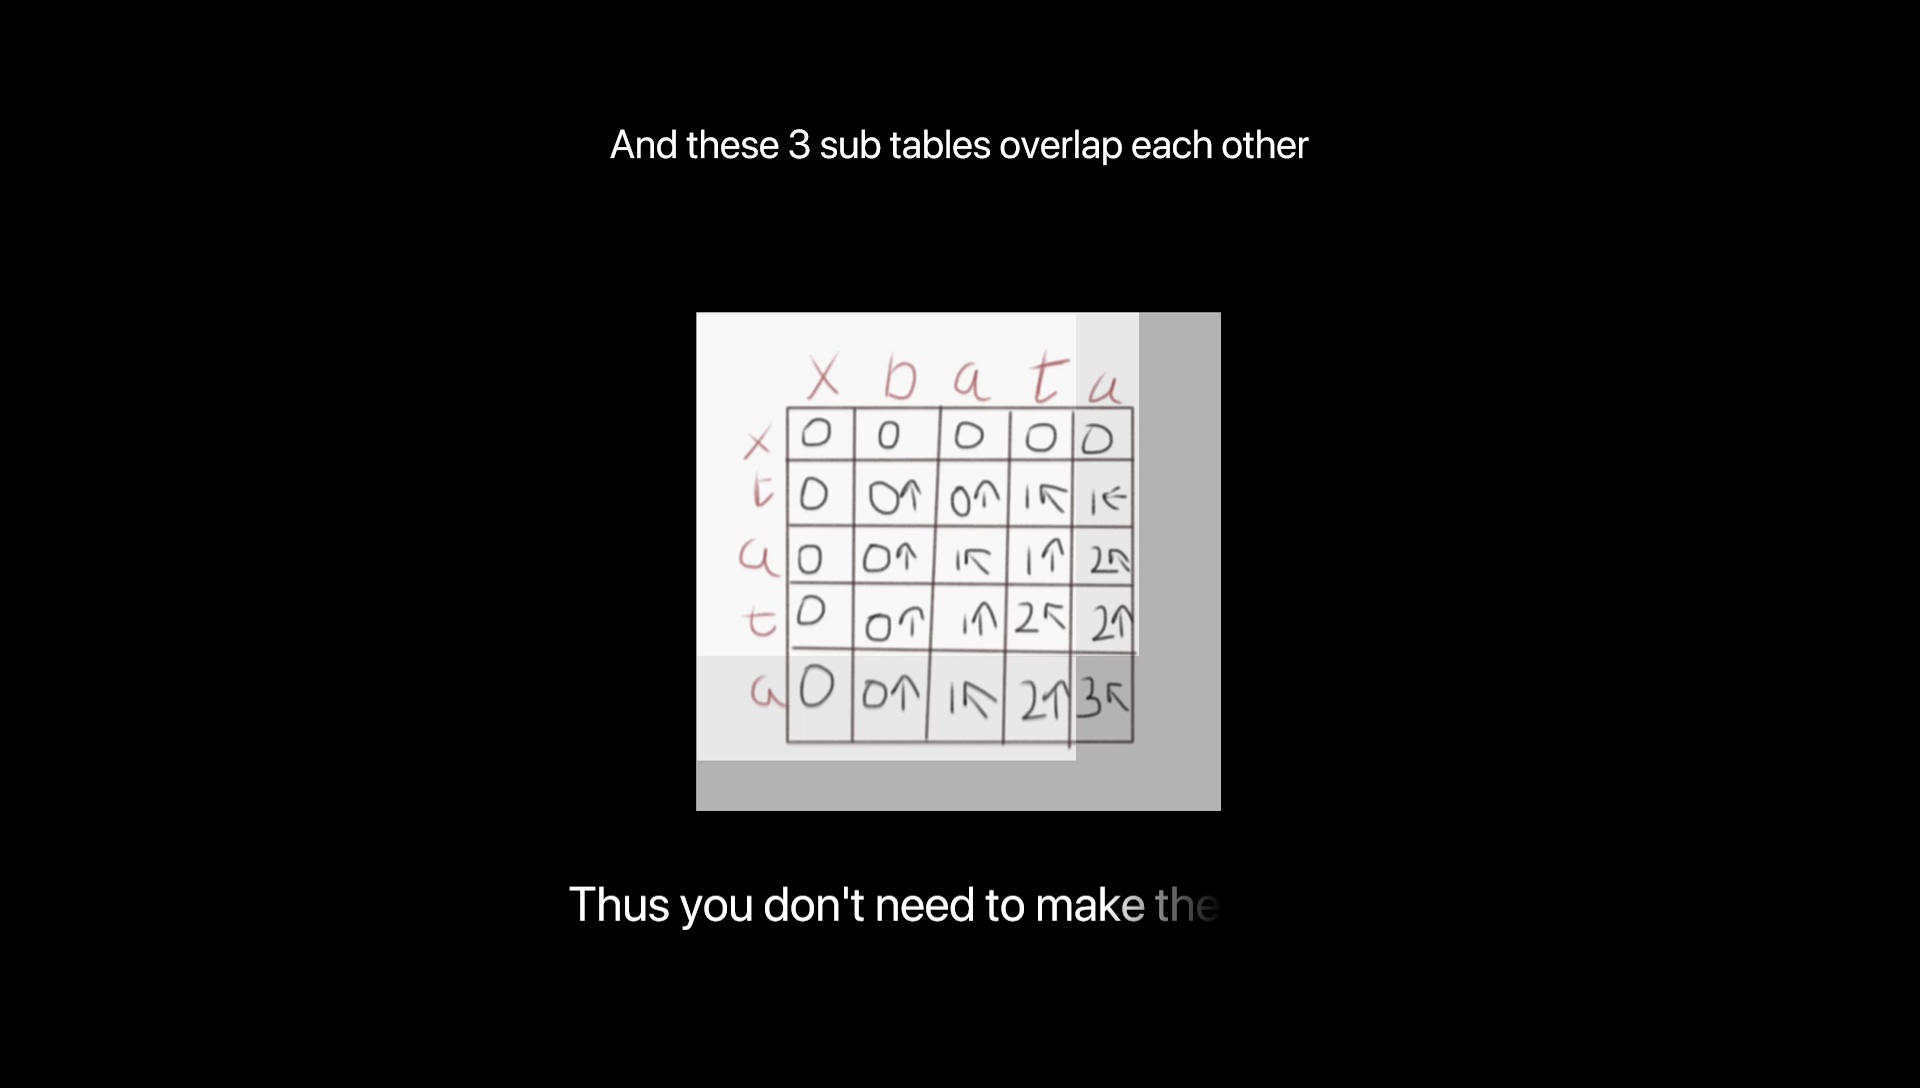 And these 3 sub tables overlap each other
x b a t a
x 0 0 0 0 0
t 0 0↑ 0↑ 1↖ 1←
a 0 0↑ 1↖ 1↑ 2↖
t 0 0↑ 1↑ 2↖ 2↑
a 0 0↑ 1↖ 2↑ 3↖
Thus you don't need to make the